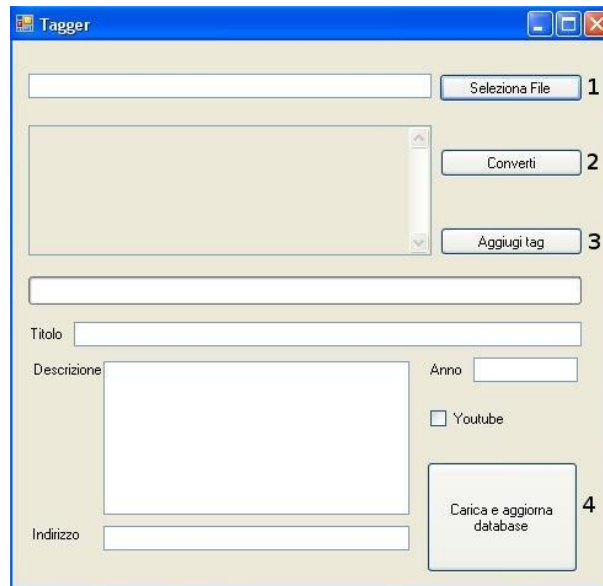 Tagger
Seleziona File 1
Converti 2
Aggiugi tag 3
Titolo
Descrizione
Anno
Youtube
Carica e aggiorna
database
4
Indirizzo